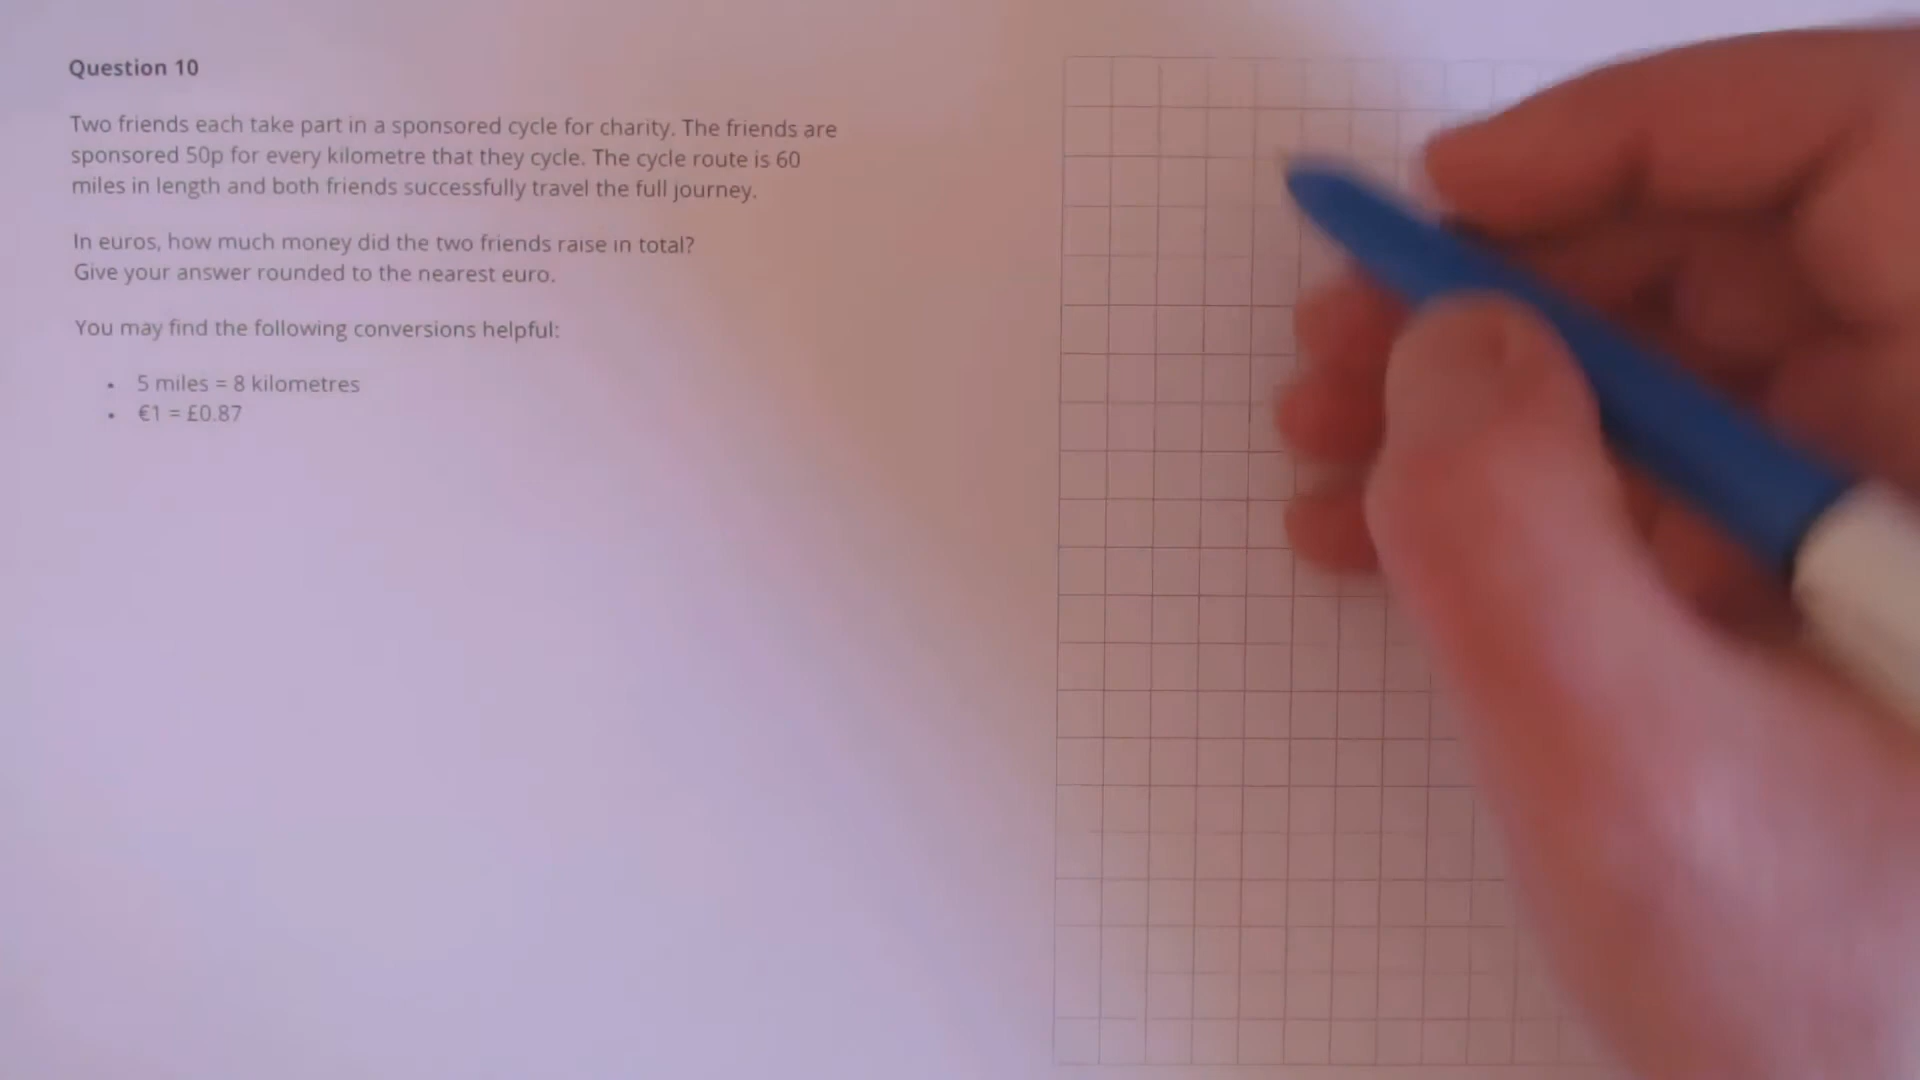 Question 10
Two friends each take part in a sponsored cycle for charity. The friends are
sponsored 50p for every kilometre that they cycle. The cycle route is 60
miles in length and both friends successfully travel the full journey.
In euros, how much money did the two friends raise in total?
Give your answer rounded to the nearest euro.
You may find the following conversions helpful:
• 5 miles = 8 kilometres
• €1 = £0.87